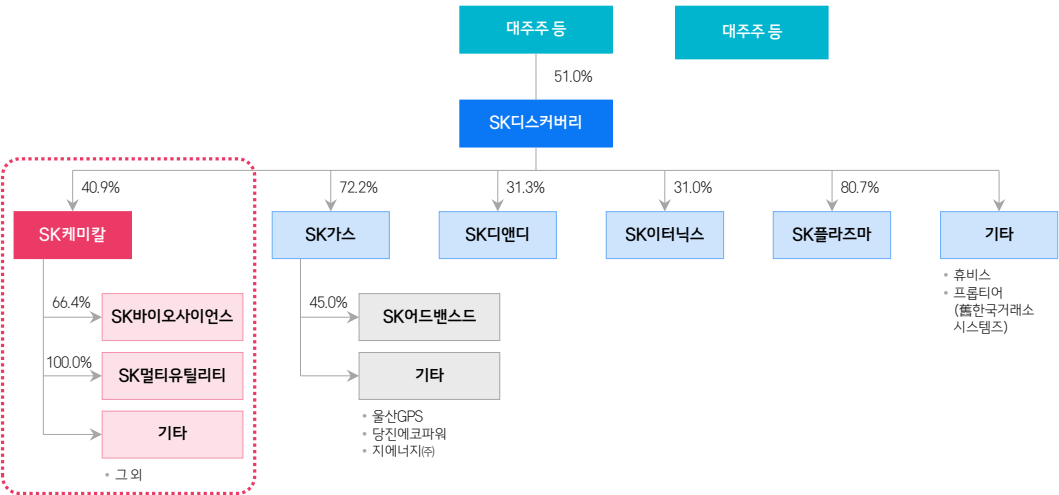 대주주 등
대주주 등
51.0%
SK디스커버리
40.9%
72.2%
31.3%
31.0%
80.7%
SK케미칼
SK가스
SK디앤디
SK이터닉스
SK플라즈마
기타
• 휴비스
• 프롭티어
(舊한국거래소
시스템즈)
66.4%
SK바이오사이언스
100.0%
SK멀티유틸리티
기타
• 그 외
45.0%
SK어드밴스드
기타
• 울산GPS
• 당진에코파워
• 지에너지㈜